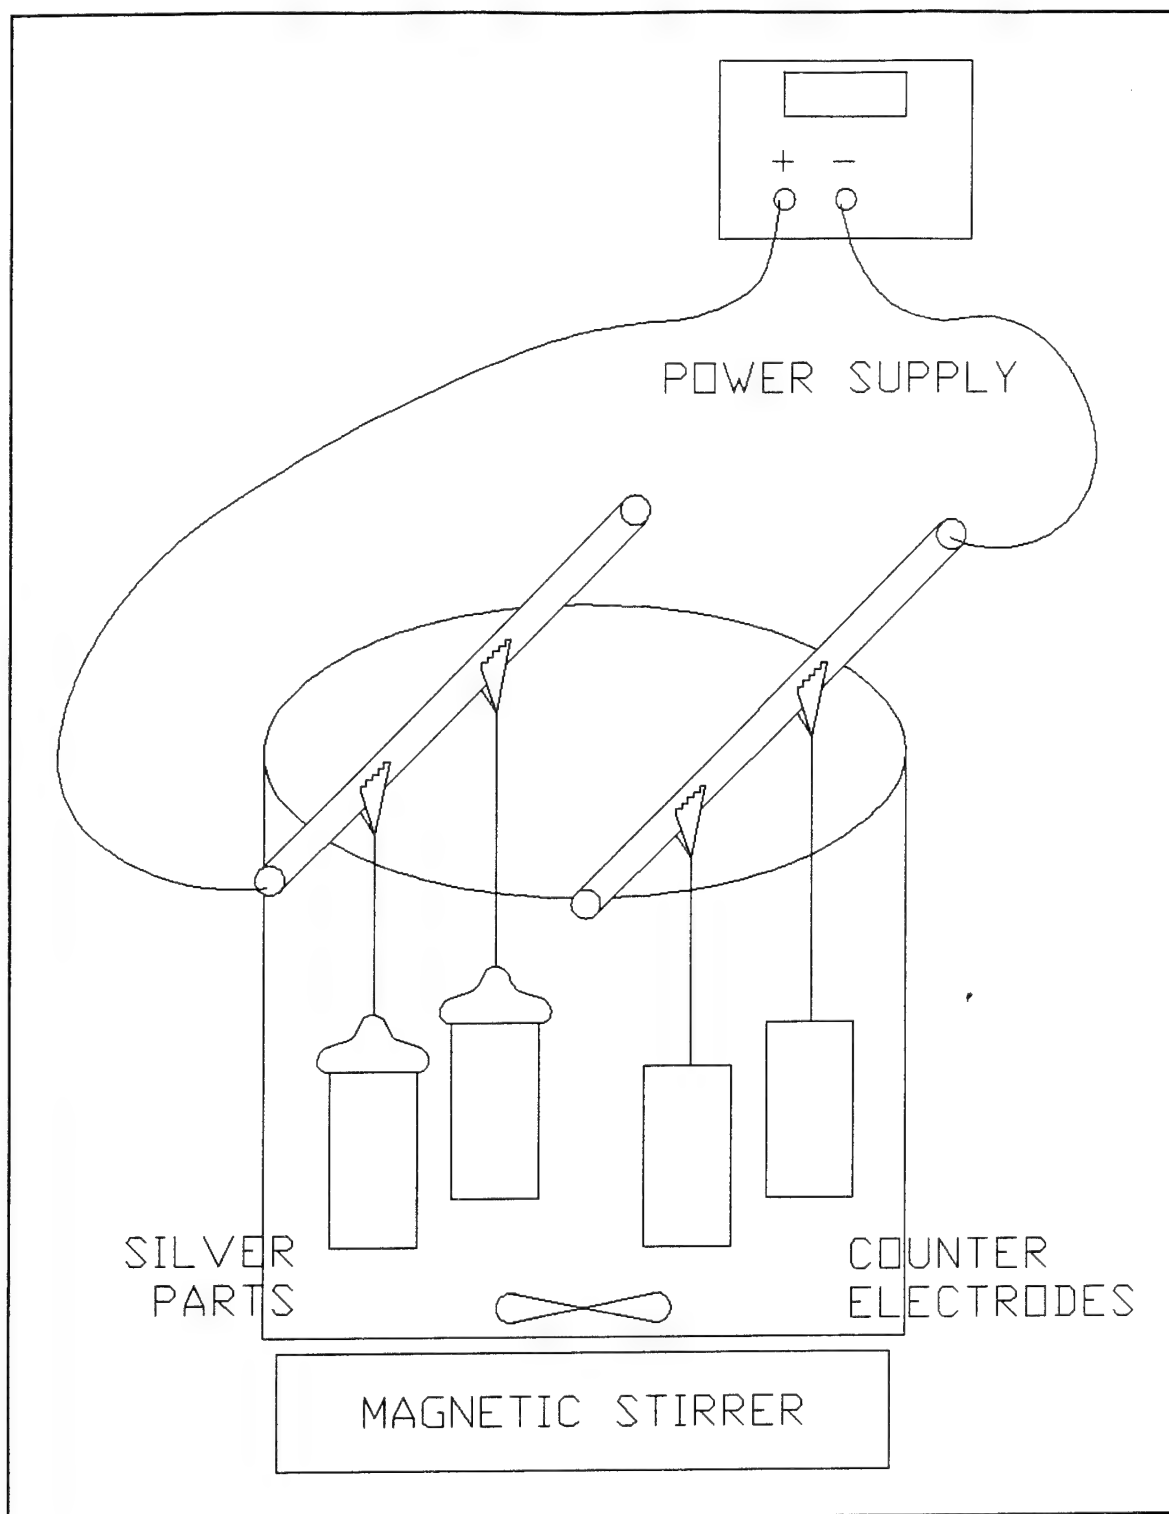 + −
POWER SUPPLY
SILVER
PARTS
COUNTER
ELECTRODES
MAGNETIC STIRRER